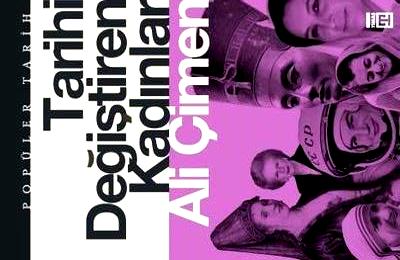 POPÜLER TARİH
Tarihi
Değiştiren
Kadınlar
Ali Çimen
CCCP